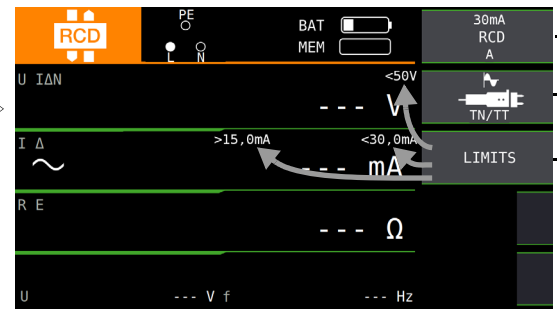 RCD
PE
L
N
BAT
MEM
30mA
RCD
A
U IΔN
<50V
--- V
TN/TT
I Δ
>15,0mA
<30,0mA
--- mA
LIMITS
R E
--- Ω
U
--- V f
--- Hz